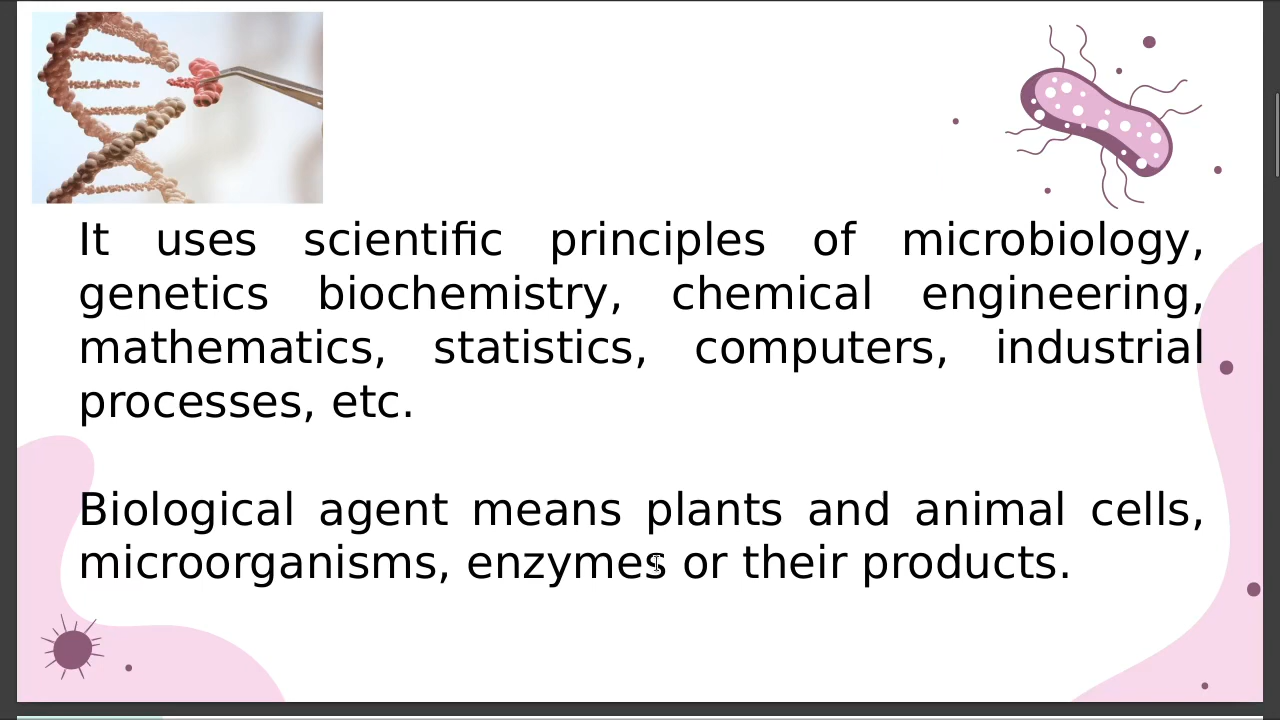 It uses scientific principles of microbiology,
genetics biochemistry, chemical engineering,
mathematics, statistics, computers, industrial
processes, etc.
Biological agent means plants and animal cells,
microorganisms, enzymes or their products.